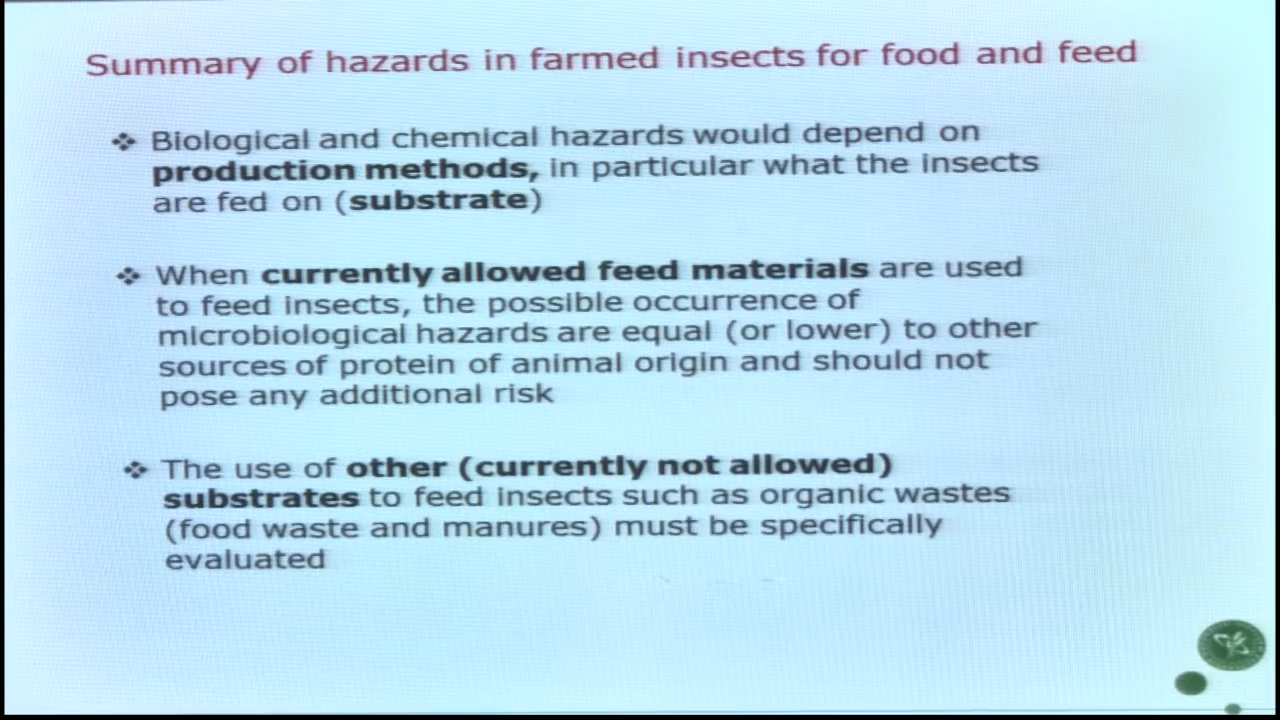 Summary of hazards in farmed insects for food and feed
❖ Biological and chemical hazards would depend on
production methods, in particular what the insects
are fed on (substrate)
❖ When currently allowed feed materials are used
to feed insects, the possible occurrence of
microbiological hazards are equal (or lower) to other
sources of protein of animal origin and should not
pose any additional risk
❖ The use of other (currently not allowed)
substrates to feed insects such as organic wastes
(food waste and manures) must be specifically
evaluated